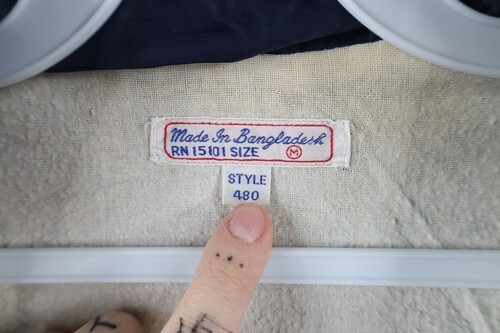 Made In Bangladesh
RN 15101 SIZE M
STYLE
480